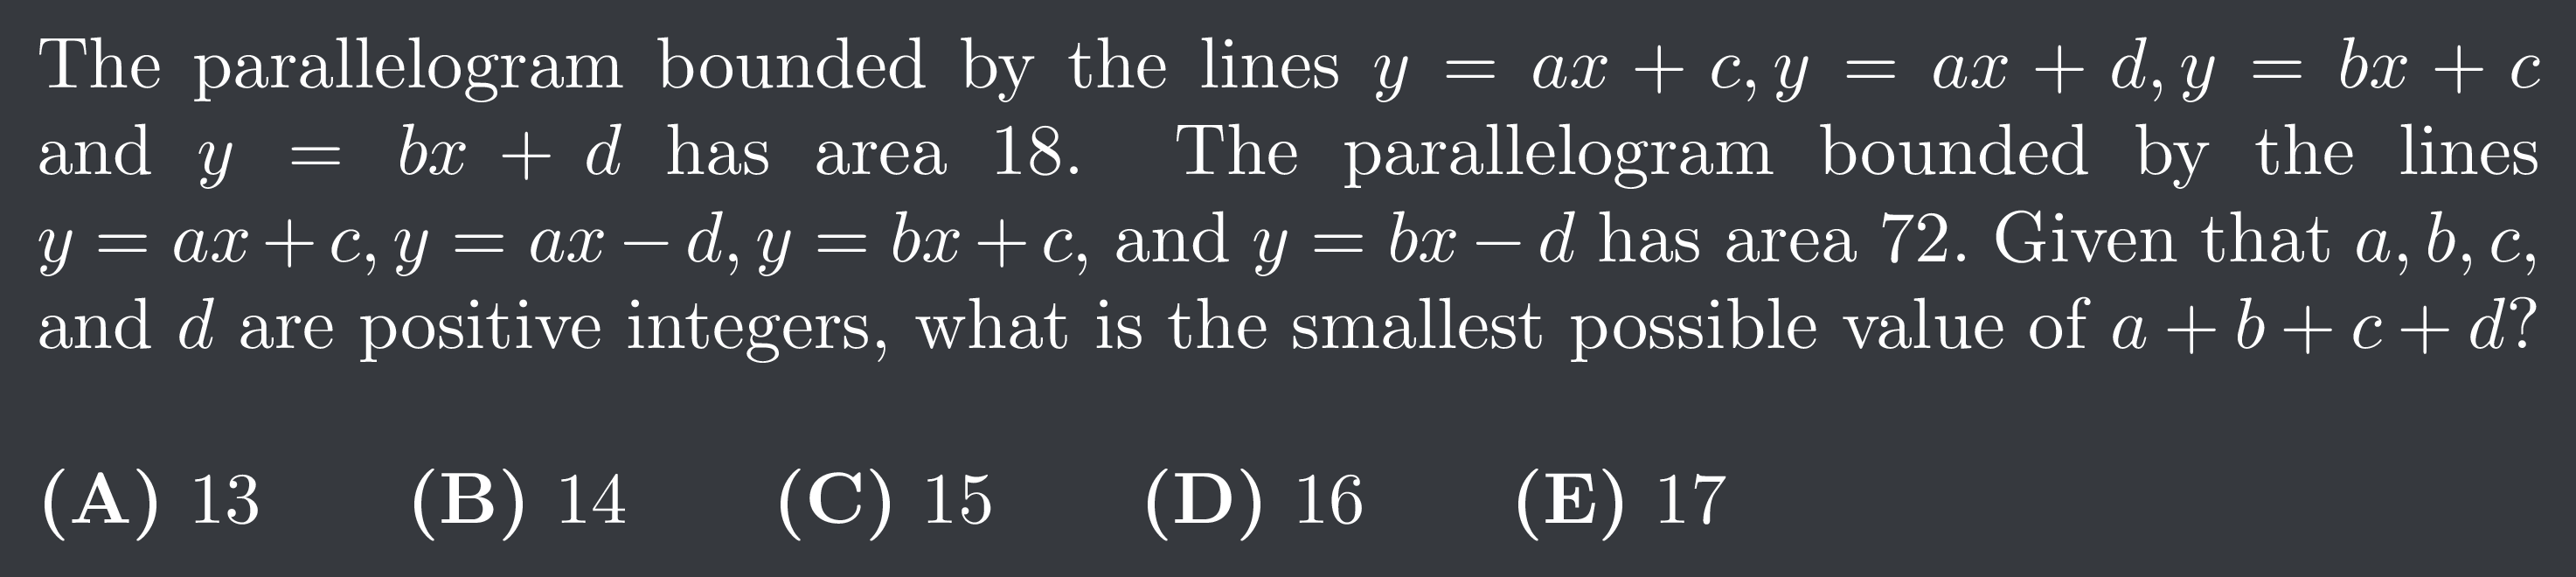 The parallelogram bounded by the lines y = ax + c, y = ax + d, y = bx + c
and y = bx + d has area 18. The parallelogram bounded by the lines
y = ax + c, y = ax − d, y = bx + c, and y = bx − d has area 72. Given that a, b, c,
and d are positive integers, what is the smallest possible value of a + b + c + d?
(A) 13 (B) 14 (C) 15 (D) 16 (E) 17